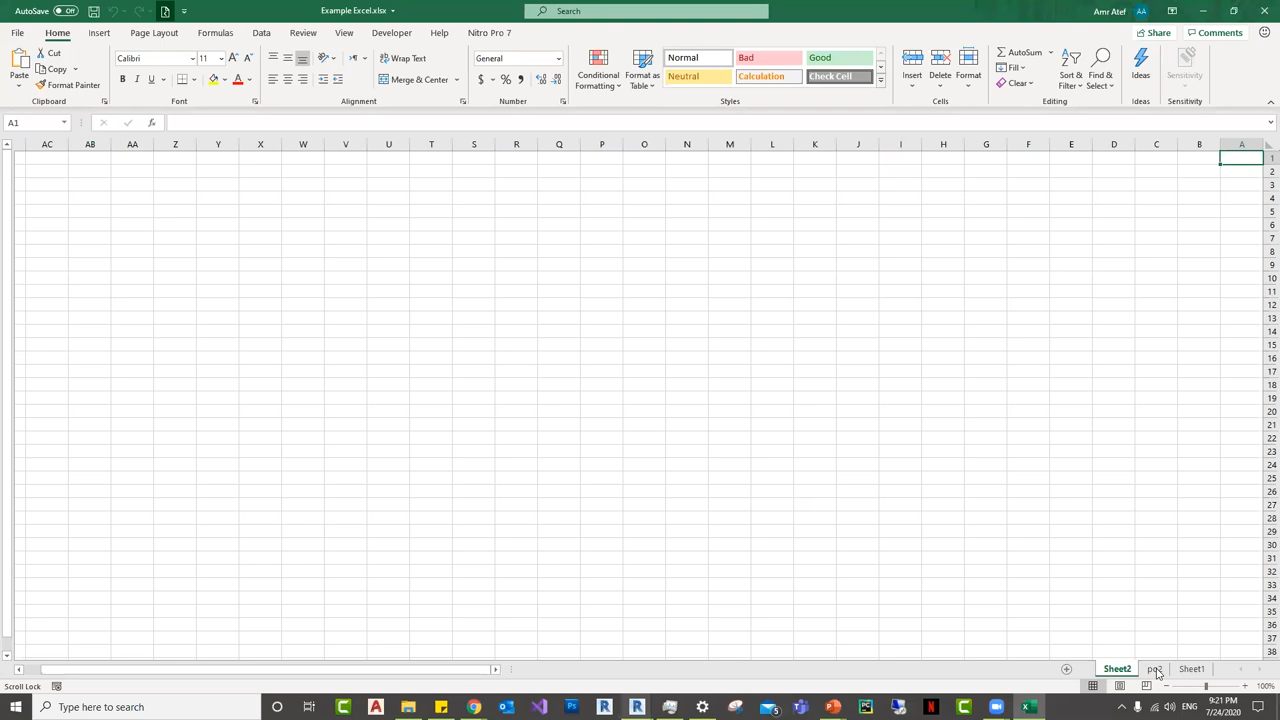 AutoSave Off
Example Excel.xlsx
Search
Amr Atef AA
File Home Insert Page Layout Formulas Data Review View Developer Help Nitro Pro 7
Share Comments
Paste
Cut
Copy
Format Painter
Clipboard
Calibri 11
B I U A
Font
Wrap Text
Merge & Center
Alignment
General
$ % ,
Number
Conditional Formatting
Format as Table
Normal Bad Good
Neutral Calculation Check Cell
Styles
Insert Delete Format
Cells
AutoSum
Fill
Clear
Sort & Filter
Find & Select
Editing
Ideas
Ideas
Sensitivity
Sensitivity
A1 fx
AC AB AA Z Y X W V U T S R Q P O N M L K J I H G F E D C B A
1
2
3
4
5
6
7
8
9
10
11
12
13
14
15
16
17
18
19
20
21
22
23
24
25
26
27
28
29
30
31
32
33
34
35
36
37
38
Sheet2 Sheet1
Scroll Lock
100%
Type here to search
9:21 PM
7/24/2020